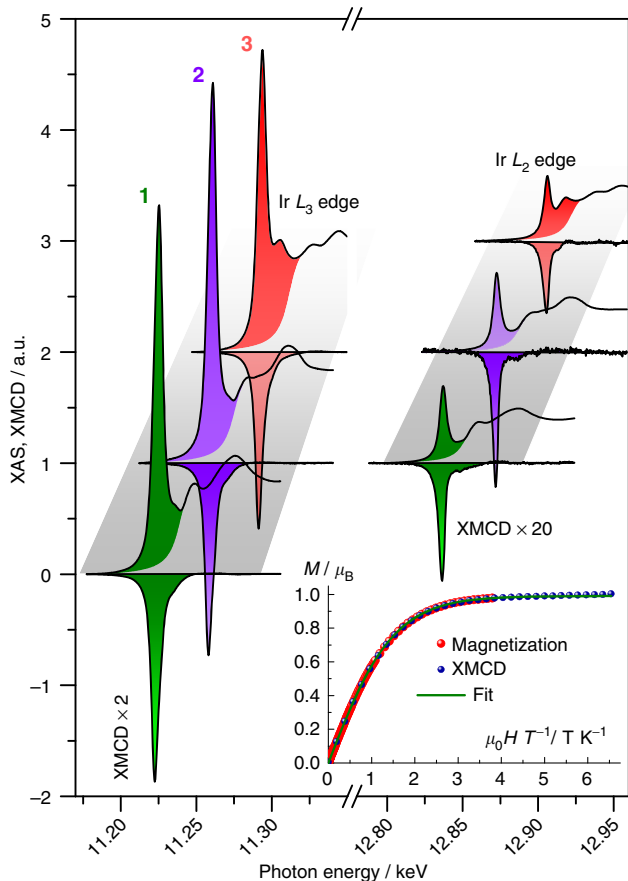 5
4
3
2
1
0
−1
−2
XAS, XMCD / a.u.
1
2
3
Ir L3 edge
Ir L2 edge
XMCD × 2
XMCD × 20
M / μB
1.0
0.8
0.6
0.4
0.2
0.0
Magnetization
XMCD
Fit
μ0H T−1/ T K−1
0 1 2 3 4 5 6
11.20 11.25 11.30 12.80 12.85 12.90 12.95
Photon energy / keV